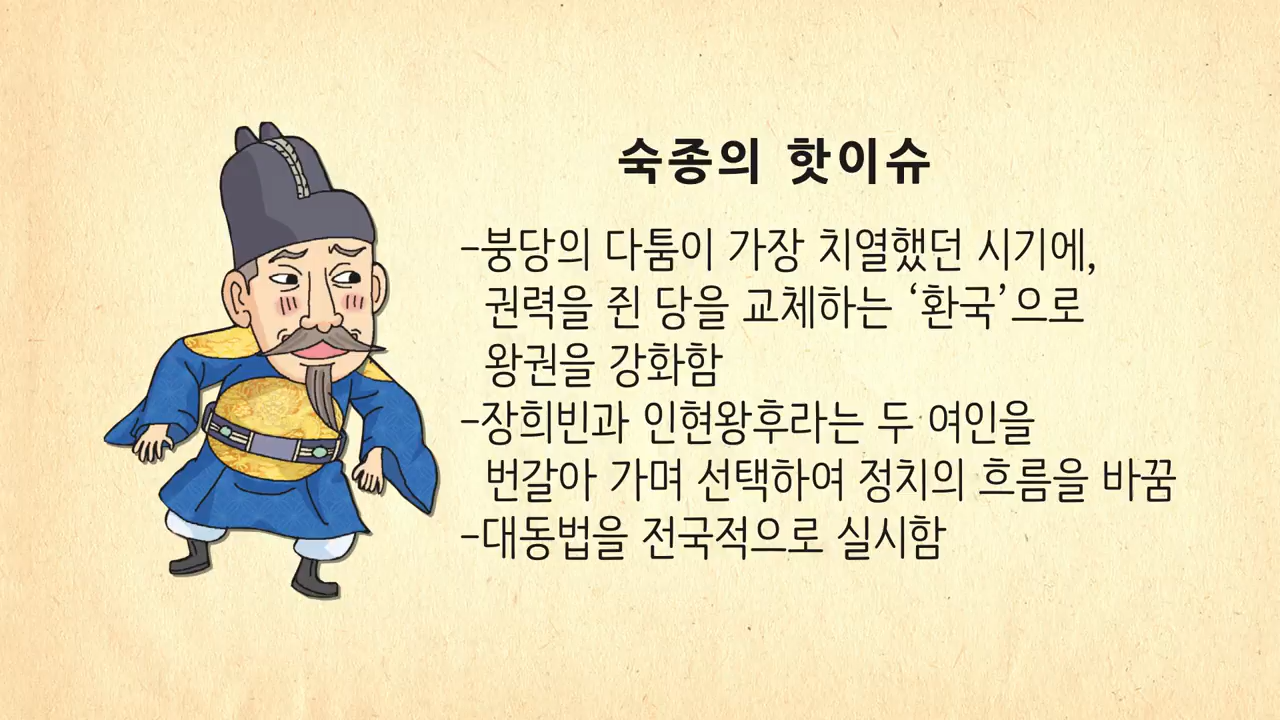 숙종의 핫이슈
-붕당의 다툼이 가장 치열했던 시기에,
권력을 쥔 당을 교체하는 ‘환국’으로
왕권을 강화함
-장희빈과 인현왕후라는 두 여인을
번갈아 가며 선택하여 정치의 흐름을 바꿈
-대동법을 전국적으로 실시함